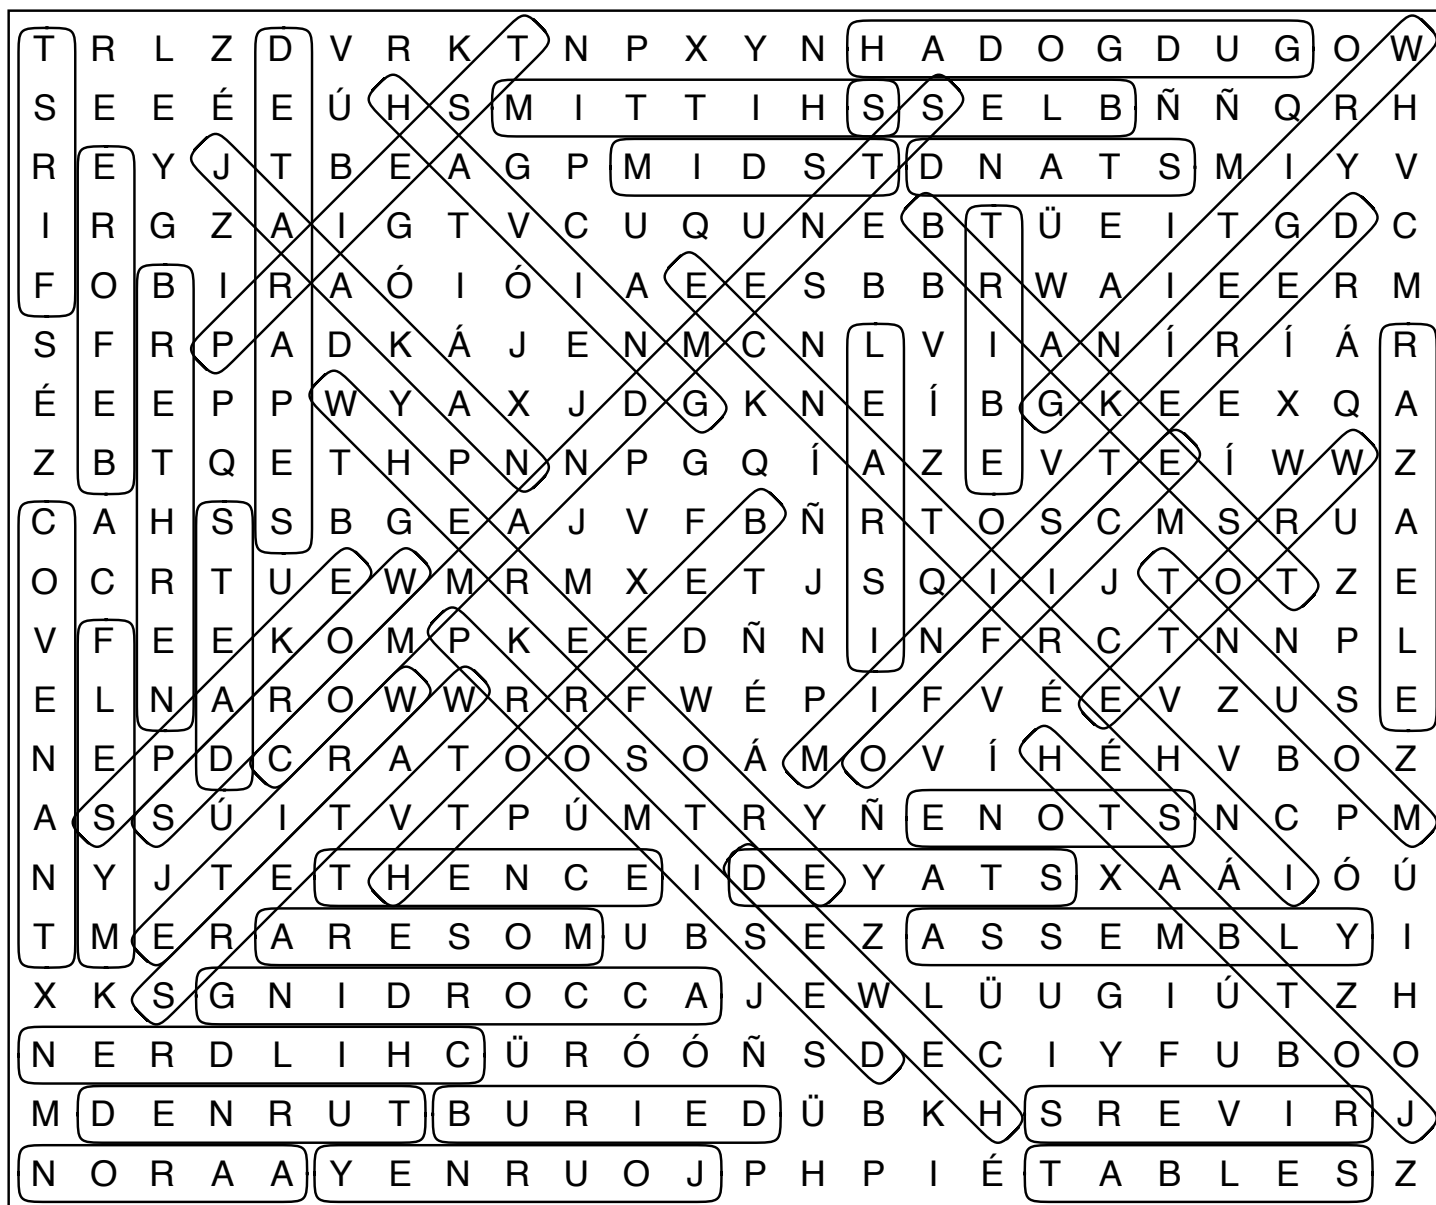 T R L Z D V R K T N P X Y N H A D O G D U G O W
S E E É E Ú H S M I T T I H S S E L B Ñ Ñ Q R H
R E Y J T B E A G P M I D S T D N A T S M I Y V
I R G Z A I G T V C U Q U N E B T Ü E I T G D C
F O B I R A Ó I Ó I A E E S B B R W A I E E R M
S F R P A D K Á J E N M C N L V I A N Í R Í Á R
É E E P P W Y A X J D G K N E Í B G K E E X Q A
Z B T Q E T H P N N P G Q Í A Z E V T E Í W W Z
C A H S S B G E A J V F B Ñ R T O S C M S R U A
O C R T U E W M R M X E T J S Q I I J T O T Z E
V F E E K O M P K E E D Ñ N I N F R C T N N P L
E L N A R O W W R R F W É P I F V É E V Z U S E
N E P D C R A T O O S O Á M O V Í H É H V B O Z
A S S Ú I T V T P Ú M T R Y Ñ E N O T S N C P M
N Y J T E T H E N C E I D E Y A T S X A Á I Ó Ú
T M E R A R E S O M U B S E Z A S S E M B L Y I
X K S G N I D R O C C A J E W L Ü U G I Ú T Z H
N E R D L I H C Ü R Ó Ó Ñ S D E C I Y F U B O O
M D E N R U T B U R I E D Ü B K H S R E V I R J
N O R A A Y E N R U O J P H P I É T A B L E S Z